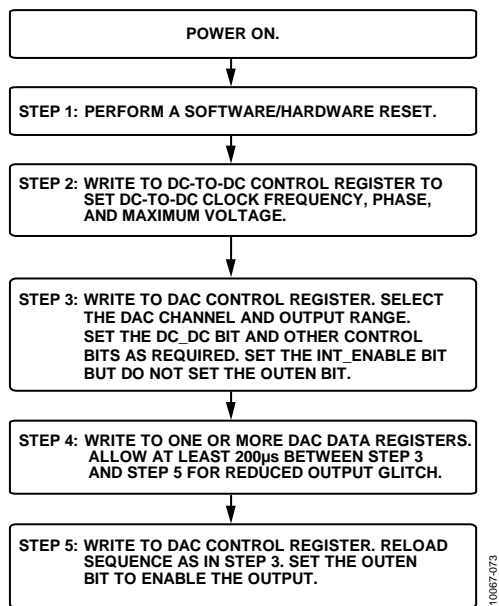 POWER ON.
STEP 1: PERFORM A SOFTWARE/HARDWARE RESET.
STEP 2: WRITE TO DC-TO-DC CONTROL REGISTER TO
SET DC-TO-DC CLOCK FREQUENCY, PHASE,
AND MAXIMUM VOLTAGE.
STEP 3: WRITE TO DAC CONTROL REGISTER. SELECT
THE DAC CHANNEL AND OUTPUT RANGE.
SET THE DC_DC BIT AND OTHER CONTROL
BITS AS REQUIRED. SET THE INT_ENABLE BIT
BUT DO NOT SET THE OUTEN BIT.
STEP 4: WRITE TO ONE OR MORE DAC DATA REGISTERS.
ALLOW AT LEAST 200µs BETWEEN STEP 3
AND STEP 5 FOR REDUCED OUTPUT GLITCH.
STEP 5: WRITE TO DAC CONTROL REGISTER. RELOAD
SEQUENCE AS IN STEP 3. SET THE OUTEN
BIT TO ENABLE THE OUTPUT.
10067-073